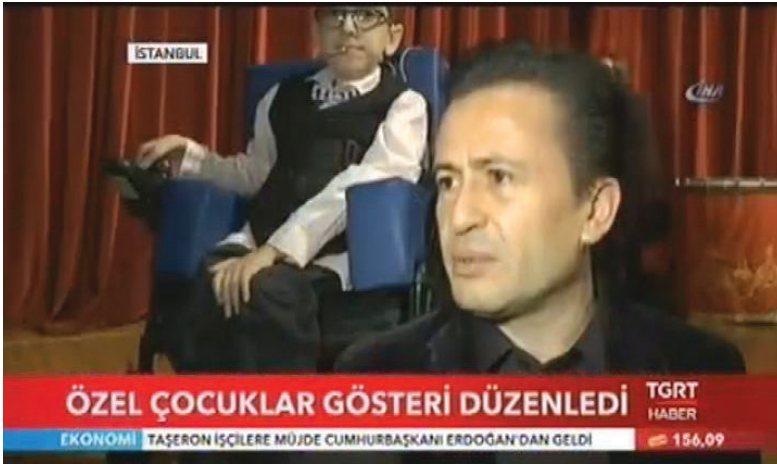 İSTANBUL
İHA
ÖZEL ÇOCUKLAR GÖSTERİ DÜZENLEDİ
TGRT
HABER
EKONOMİ TAŞERON İŞÇİLERE MÜJDE CUMHURBAŞKANI ERDOĞAN'DAN GELDİ 156,09